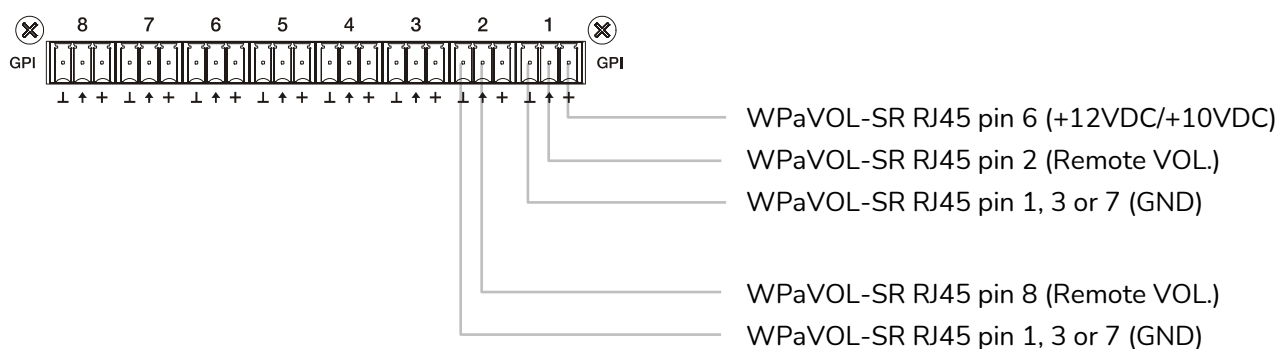 8 7 6 5 4 3 2 1
GPI GPI
⊥ ↑ + ⊥ ↑ + ⊥ ↑ + ⊥ ↑ + ⊥ ↑ + ⊥ ↑ + ⊥ ↑ + ⊥ ↑ +
WPaVOL-SR RJ45 pin 6 (+12VDC/+10VDC)
WPaVOL-SR RJ45 pin 2 (Remote VOL.)
WPaVOL-SR RJ45 pin 1, 3 or 7 (GND)
WPaVOL-SR RJ45 pin 8 (Remote VOL.)
WPaVOL-SR RJ45 pin 1, 3 or 7 (GND)